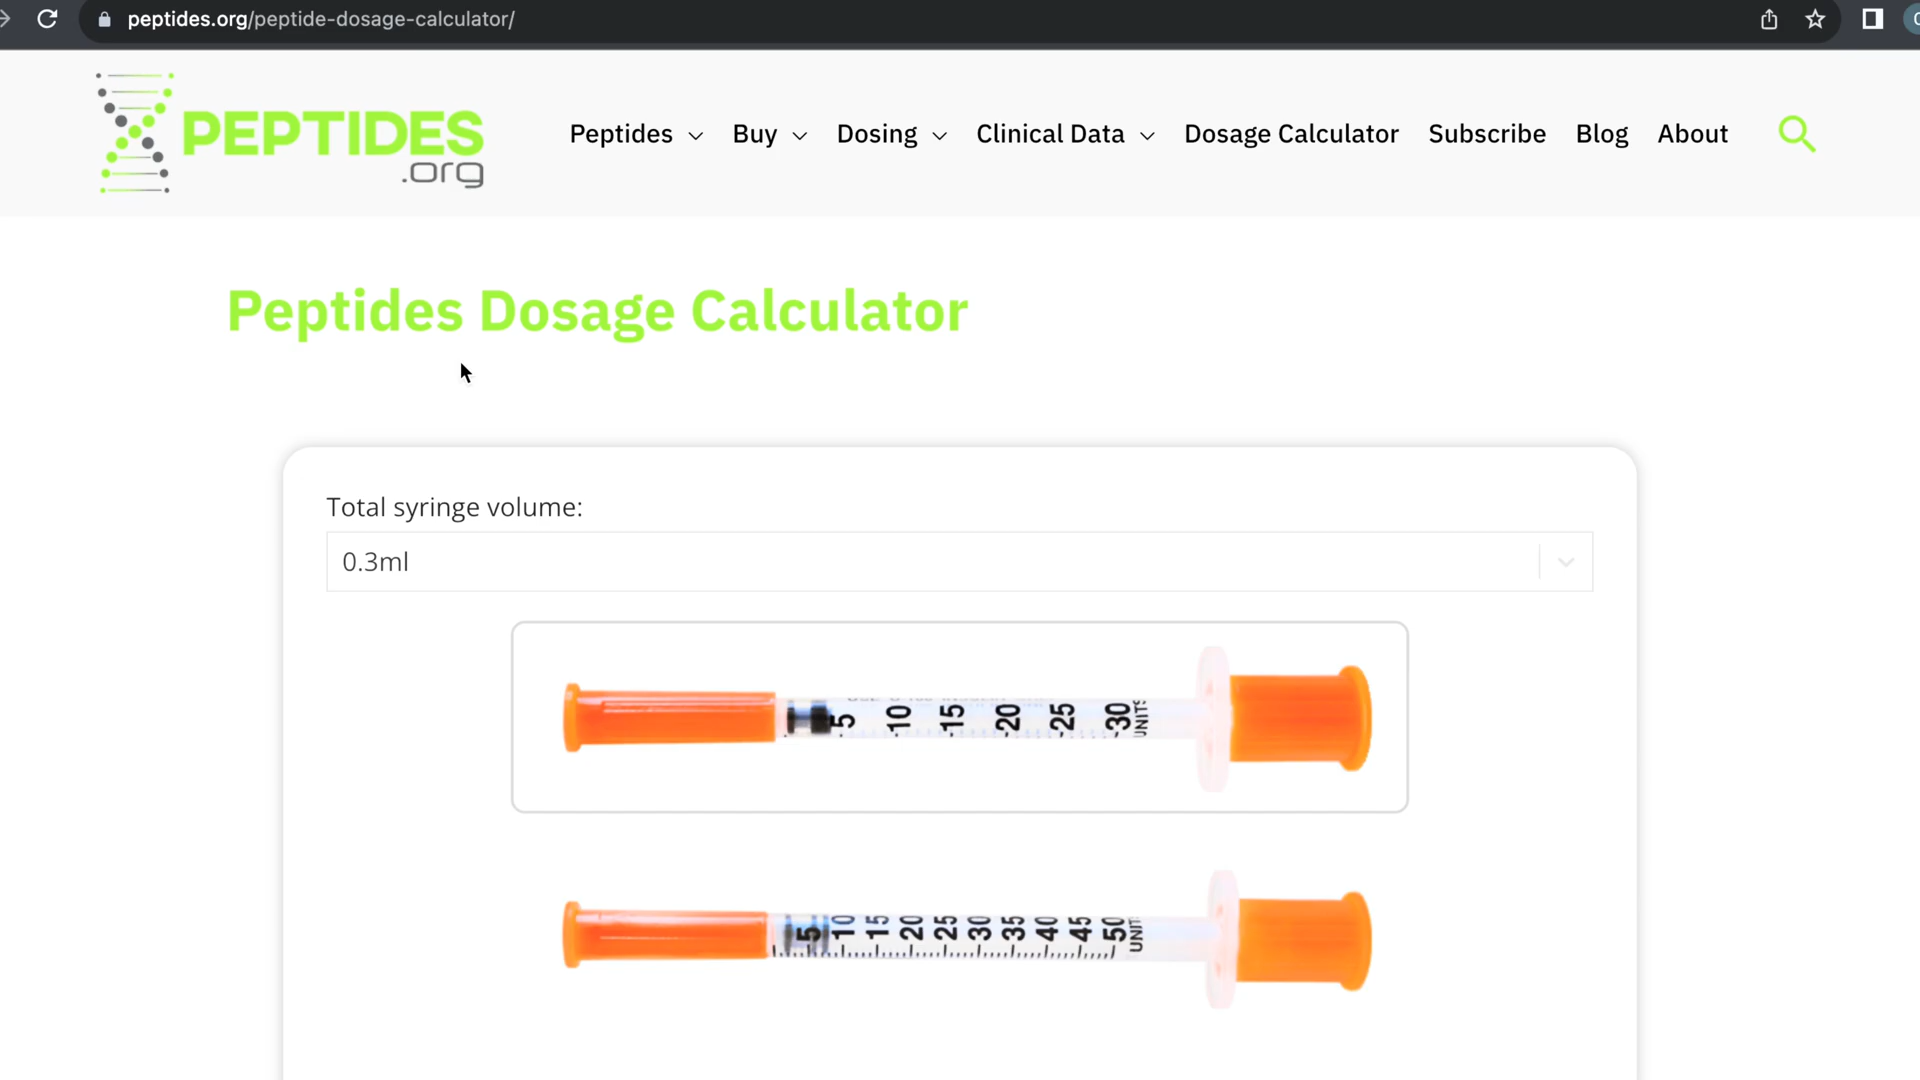 peptides.org/peptide-dosage-calculator/
PEPTIDES
.org
Peptides Buy Dosing Clinical Data Dosage Calculator Subscribe Blog About
Peptides Dosage Calculator
Total syringe volume:
0.3ml
5 10 15 20 25 30 UNITS
5 10 15 20 25 30 35 40 45 50 UNIT